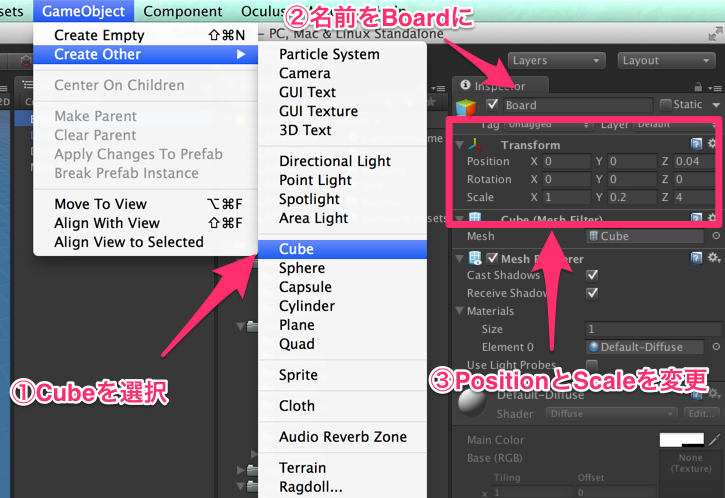 sets GameObject Component Oculus
②名前をBoardに
- PC, Mac & Linux Standalone
Create Empty ⇧⌘N
Create Other ▶
Center On Children
Make Parent
Clear Parent
Apply Changes To Prefab
Break Prefab Instance
Move To View ⌥⌘F
Align With View ⇧⌘F
Align View to Selected
Particle System
Camera
GUI Text
GUI Texture
3D Text
Directional Light
Point Light
Spotlight
Area Light
Cube
Sphere
Capsule
Cylinder
Plane
Quad
Sprite
Cloth
Audio Reverb Zone
Terrain
Ragdoll...
①Cubeを選択
Layers Layout
Inspector
Board Static
Tag Untagged Layer Default
Transform
Position X 0 Y 0 Z 0.04
Rotation X 0 Y 0 Z 0
Scale X 1 Y 0.2 Z 4
Cube (Mesh Filter)
Mesh Cube
Mesh Renderer
Cast Shadows
Receive Shadows
Materials
Size 1
Element 0 Default-Diffuse
Use Light Probes
③PositionとScaleを変更
Default-Diffuse
Shader Diffuse Edit...
Main Color
Base (RGB)
None
(Texture)
Tiling Offset
x 1 0